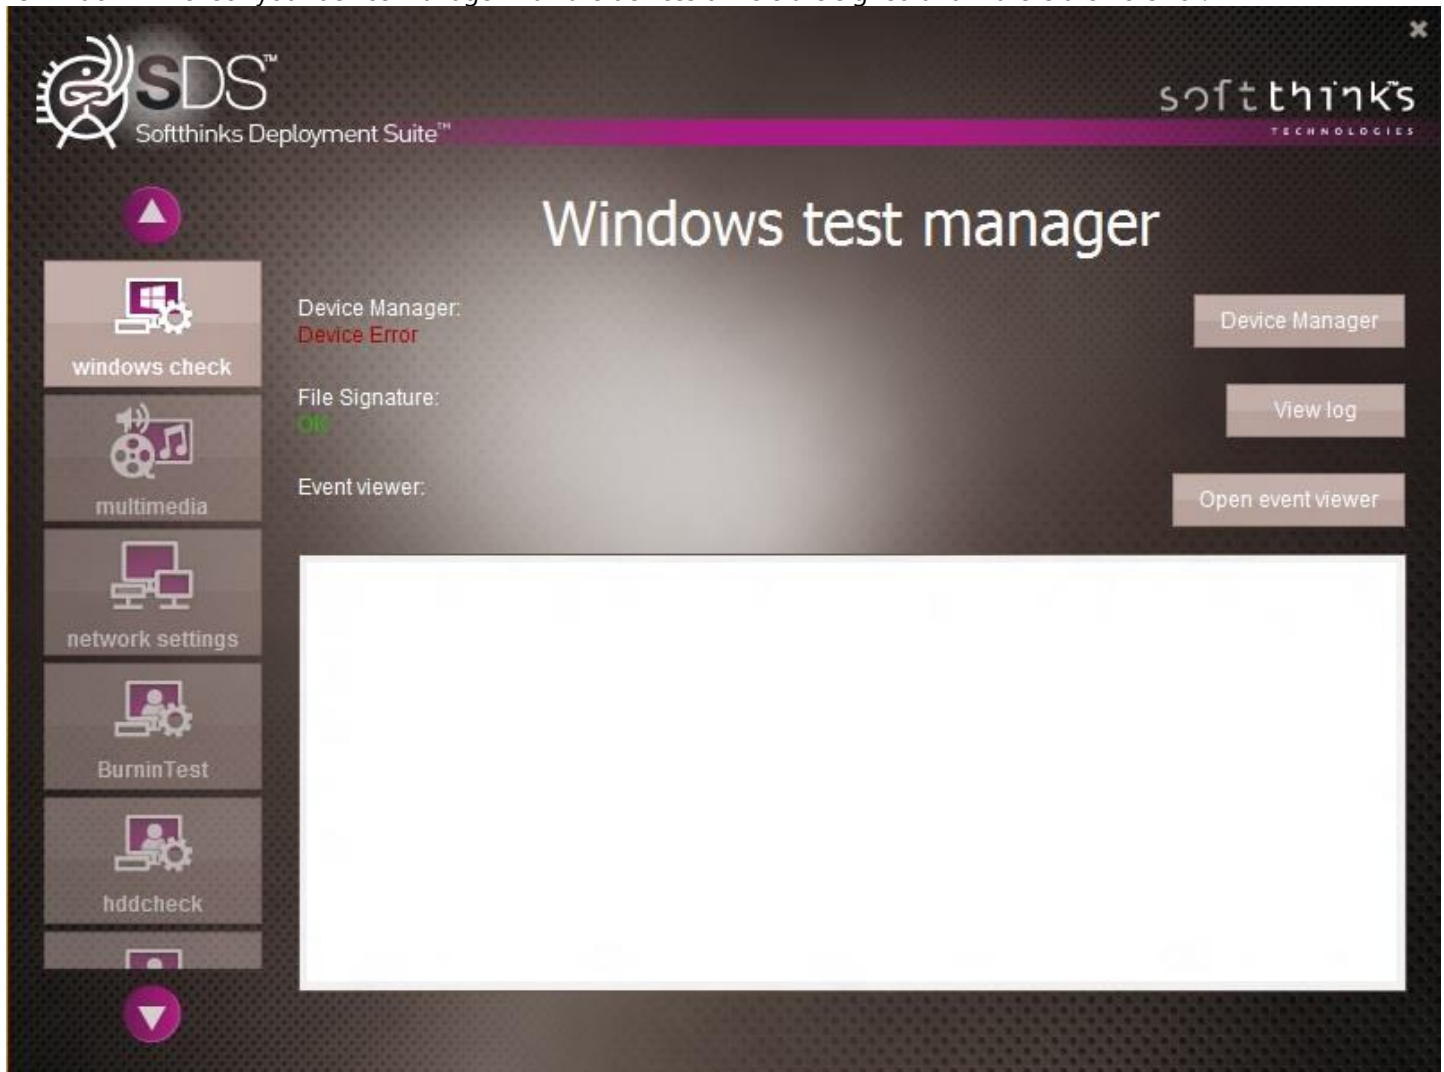 SDS™
Softthinks Deployment Suite™
softthinks™
TECHNOLOGIES
Windows test manager
windows check
multimedia
network settings
BurninTest
hddcheck
Device Manager:
Device Error
Device Manager
File Signature:
OK
View log
Event viewer:
Open event viewer